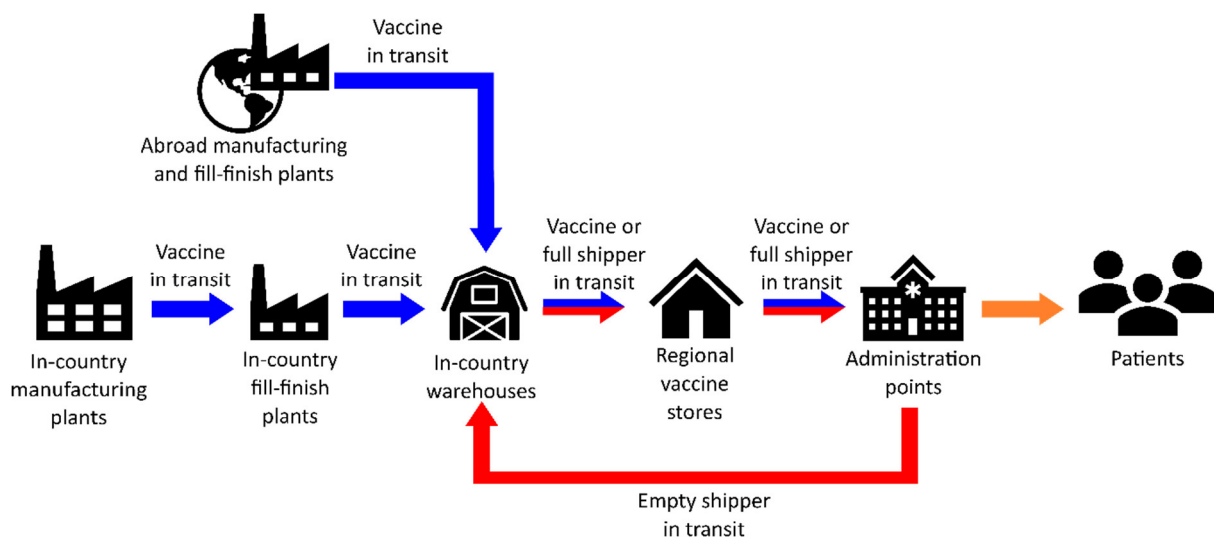 Vaccine
in transit
Abroad manufacturing
and fill-finish plants
Vaccine
in transit
Vaccine
in transit
Vaccine or
full shipper
in transit
Vaccine or
full shipper
in transit
In-country
manufacturing
plants
In-country
fill-finish
plants
In-country
warehouses
Regional
vaccine
stores
Administration
points
Patients
Empty shipper
in transit